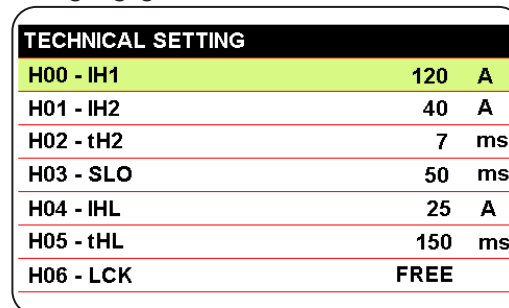 TECHNICAL SETTING
H00 - IH1 120 A
H01 - IH2 40 A
H02 - tH2 7 ms
H03 - SLO 50 ms
H04 - IHL 25 A
H05 - tHL 150 ms
H06 - LCK FREE